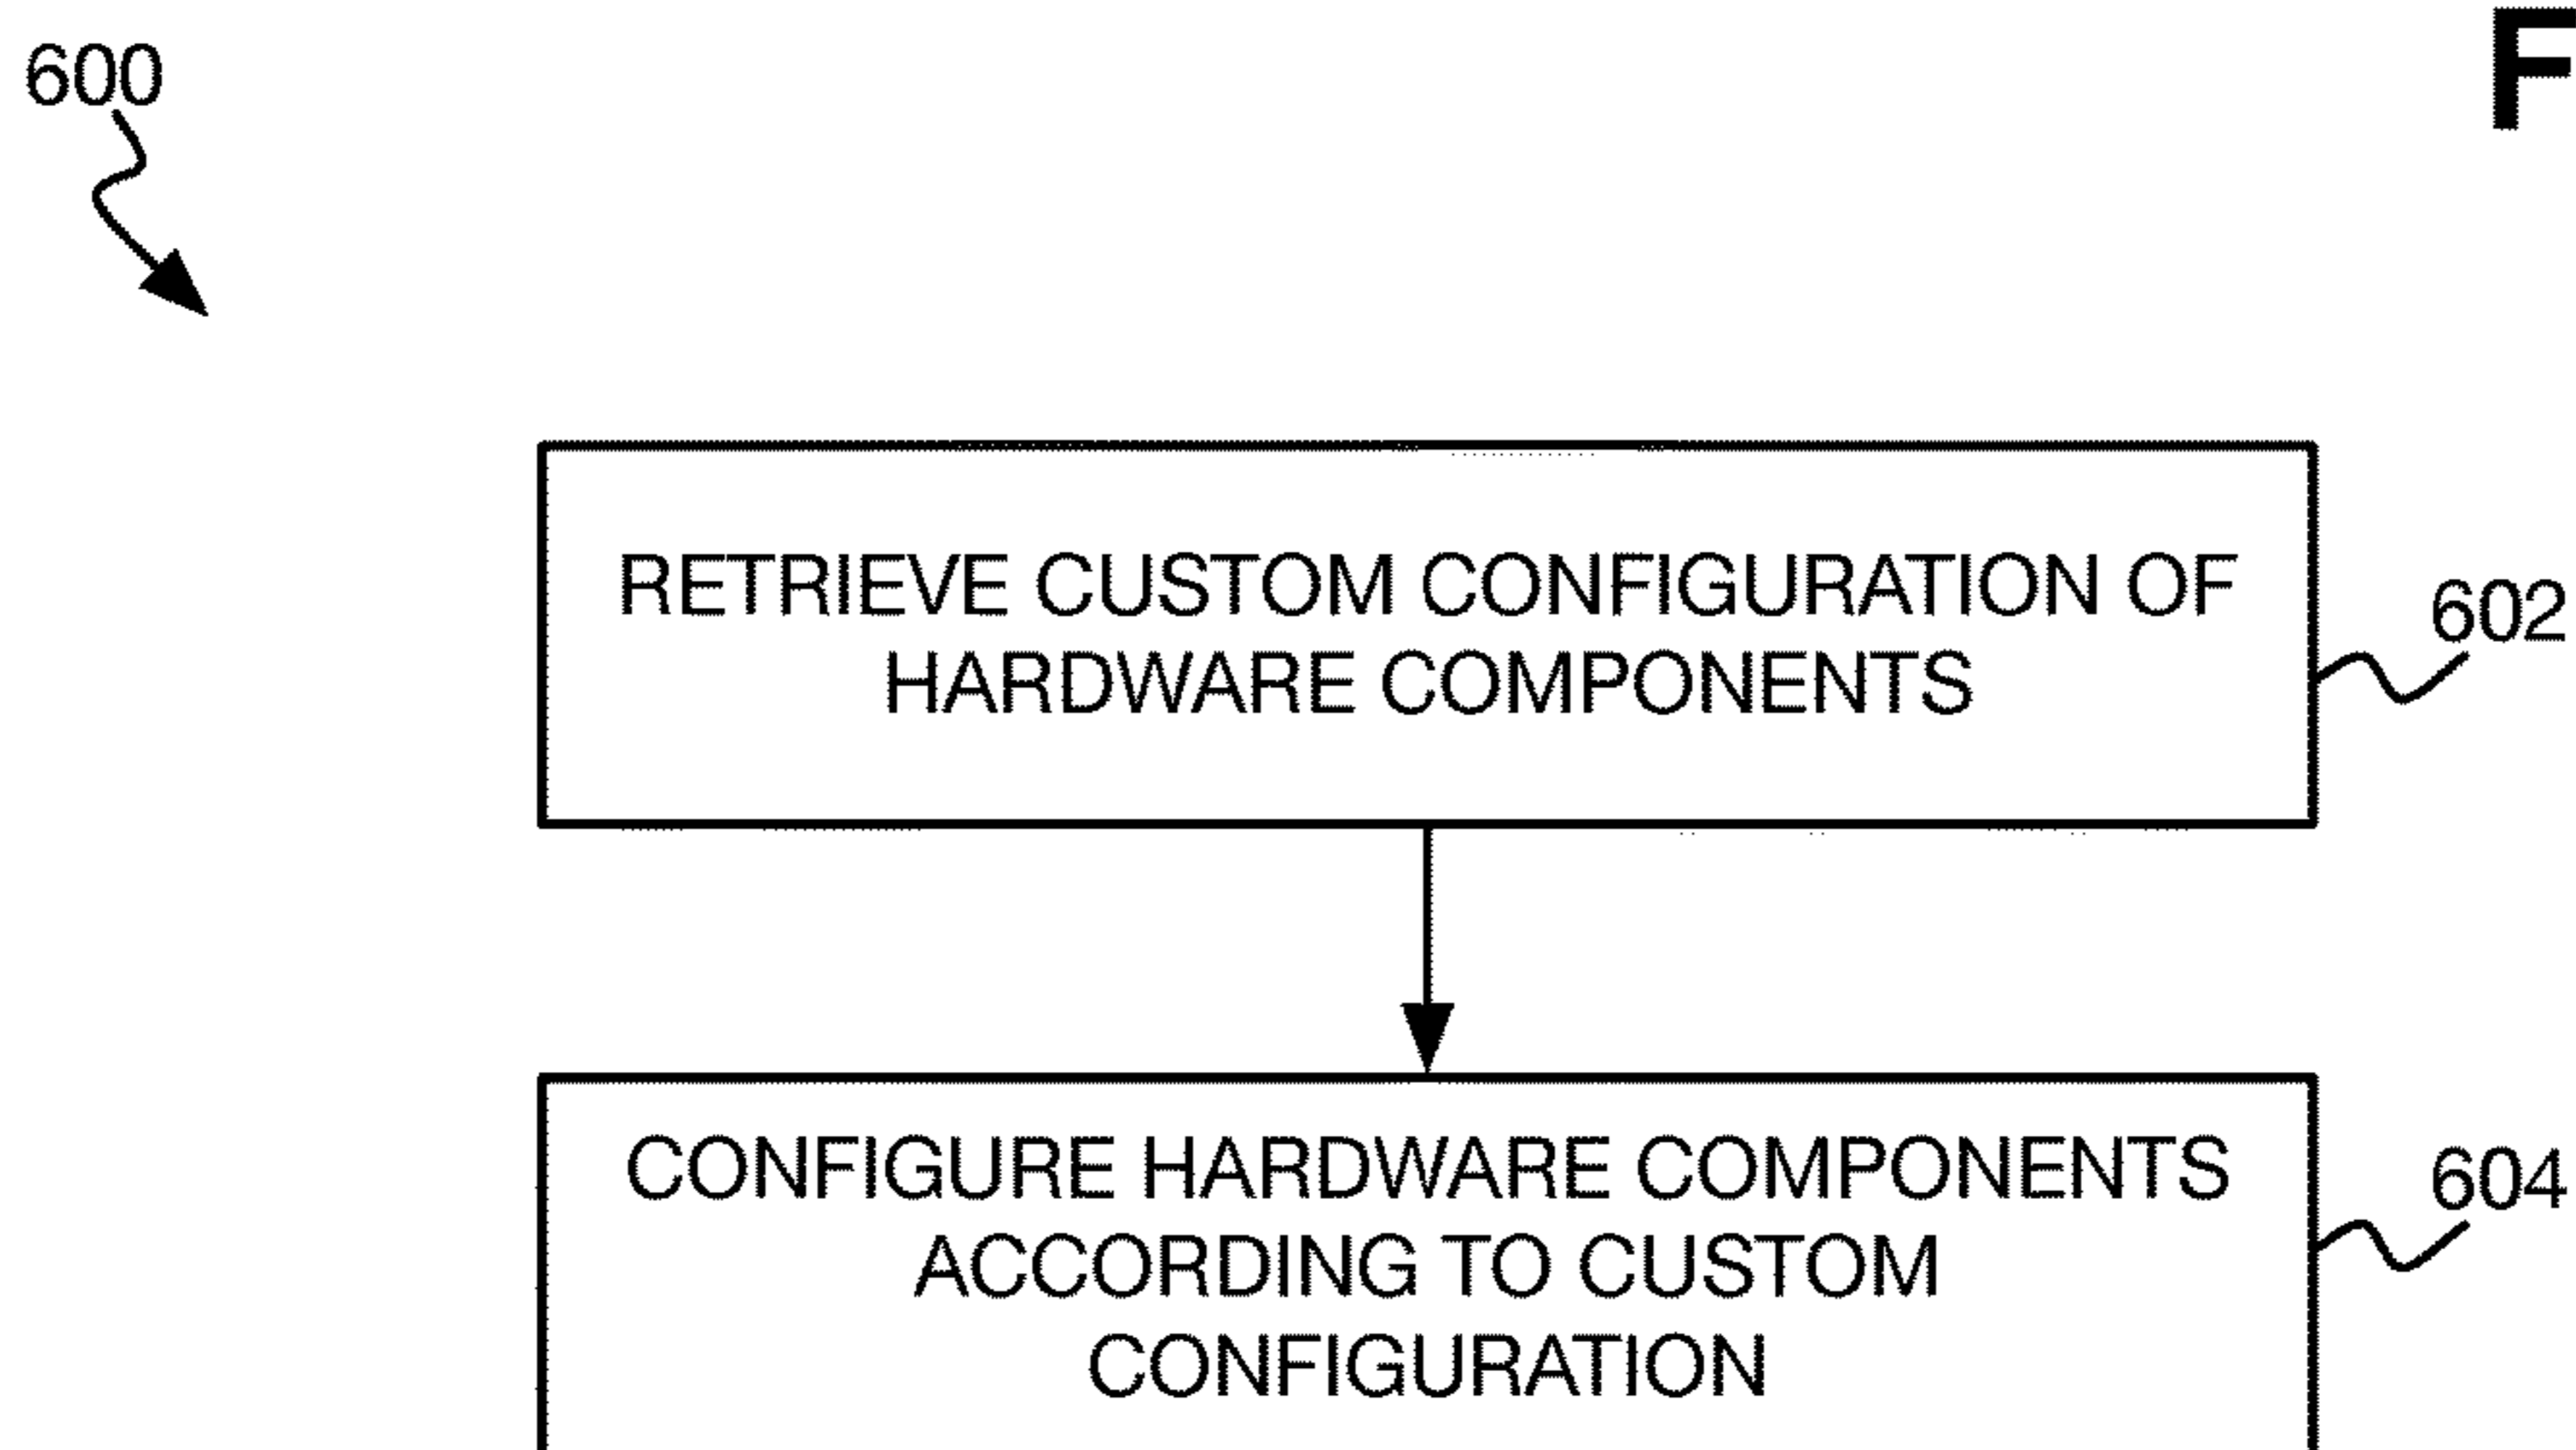 600
F
RETRIEVE CUSTOM CONFIGURATION OF
HARDWARE COMPONENTS
602
CONFIGURE HARDWARE COMPONENTS
ACCORDING TO CUSTOM
CONFIGURATION
604